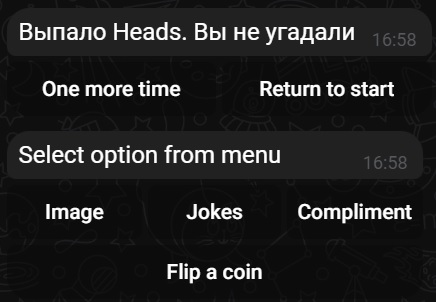 Выпало Heads. Вы не угадали
16:58
One more time
Return to start
Select option from menu
16:58
Image
Jokes
Compliment
Flip a coin